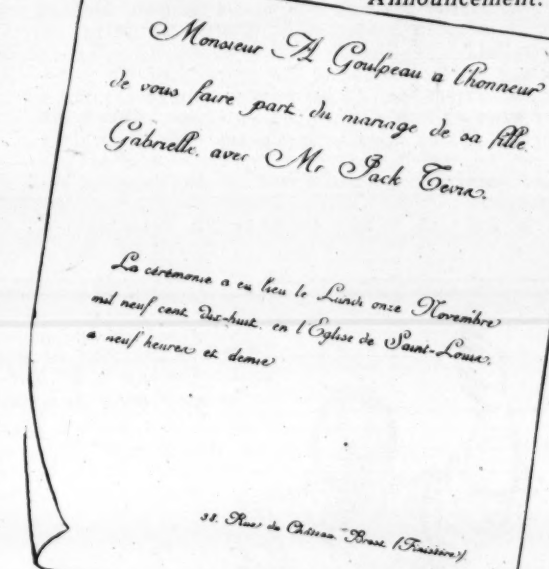 Announcement.
Monsieur A Goulpeau a l'honneur
de vous faire part du mariage de sa fille
Gabrielle. avec Mr Jack
La cérémonie a eu lieu le Lundi onze Novembre
mil neuf cent dix-huit. en l'Eglise de Saint-Louis.
a neuf heures et demie
38. Rue du Château Brest (Finistère)